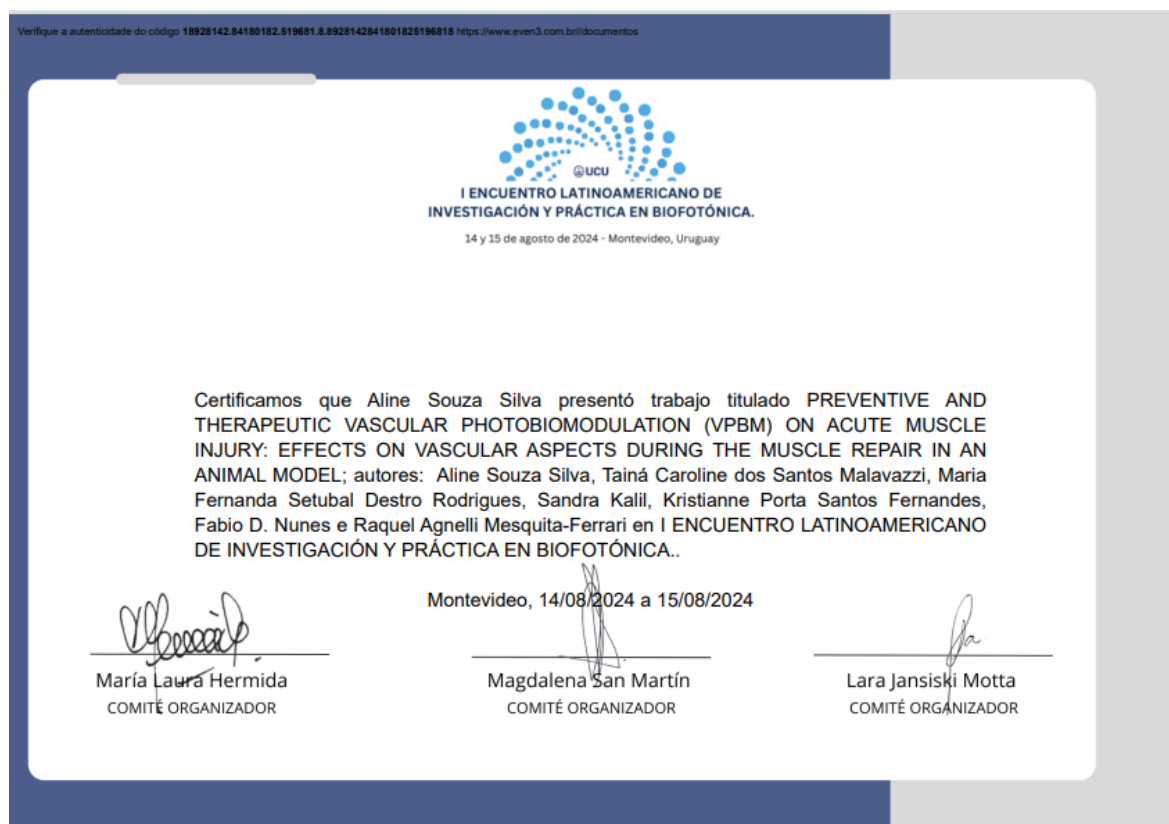 Verifique a autenticidade do código 18928142.84180182.519681.8.8928142841801825196818 https://www.even3.com.br//documentos
UCU
I ENCUENTRO LATINOAMERICANO DE
INVESTIGACIÓN Y PRÁCTICA EN BIOFOTÓNICA.
14 y 15 de agosto de 2024 - Montevideo, Uruguay
Certificamos que Aline Souza Silva presentó trabajo titulado PREVENTIVE AND
THERAPEUTIC VASCULAR PHOTOBIOMODULATION (VPBM) ON ACUTE MUSCLE
INJURY: EFFECTS ON VASCULAR ASPECTS DURING THE MUSCLE REPAIR IN AN
ANIMAL MODEL; autores: Aline Souza Silva, Tainá Caroline dos Santos Malavazzi, Maria
Fernanda Setubal Destro Rodrigues, Sandra Kalil, Kristianne Porta Santos Fernandes,
Fabio D. Nunes e Raquel Agnelli Mesquita-Ferrari en I ENCUENTRO LATINOAMERICANO
DE INVESTIGACIÓN Y PRÁCTICA EN BIOFOTÓNICA..
Montevideo, 14/08/2024 a 15/08/2024
María Laura Hermida
COMITÉ ORGANIZADOR
Magdalena San Martín
COMITÉ ORGANIZADOR
Lara Jansiski Motta
COMITÉ ORGANIZADOR